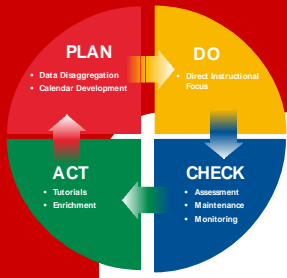 PLAN
• Data Disaggregation
• Calendar Development
DO
• Direct Instructional
Focus
ACT
• Tutorials
• Enrichment
CHECK
• Assessment
• Maintenance
• Monitoring